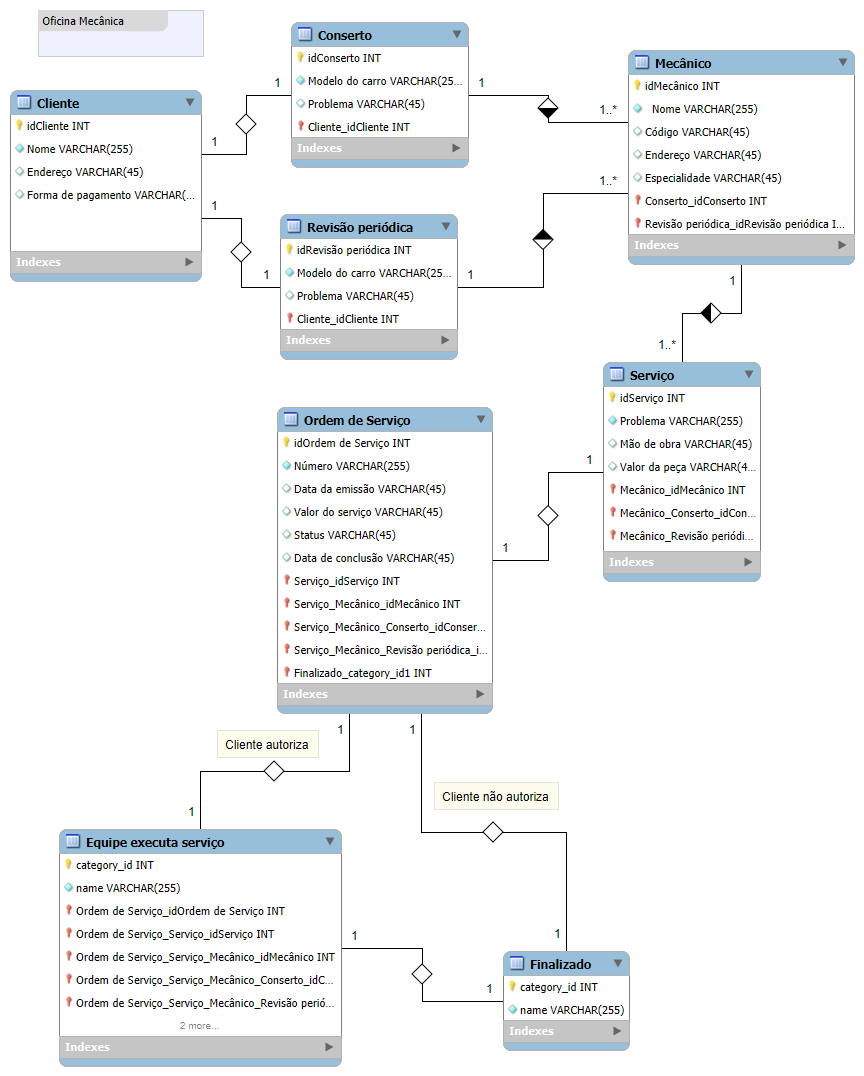 Oficina Mecânica
Conserto
idConserto INT
Modelo do carro VARCHAR(25...
Problema VARCHAR(45)
Cliente_idCliente INT
Indexes
Mecânico
idMecânico INT
Nome VARCHAR(255)
Código VARCHAR(45)
Endereço VARCHAR(45)
Especialidade VARCHAR(45)
Conserto_idConserto INT
Revisão periódica_idRevisão periódica I...
Indexes
Cliente
idCliente INT
Nome VARCHAR(255)
Endereço VARCHAR(45)
Forma de pagamento VARCHAR(...
Indexes
1
1
1
1..*
1
1
1
1..*
Revisão periódica
idRevisão periódica INT
Modelo do carro VARCHAR(25...
Problema VARCHAR(45)
Cliente_idCliente INT
Indexes
1
1..*
Serviço
idServiço INT
Problema VARCHAR(255)
Mão de obra VARCHAR(45)
Valor da peça VARCHAR(4...
Mecânico_idMecânico INT
Mecânico_Conserto_idCon...
Mecânico_Revisão periódi...
Indexes
Ordem de Serviço
idOrdem de Serviço INT
Número VARCHAR(255)
Data da emissão VARCHAR(45)
Valor do serviço VARCHAR(45)
Status VARCHAR(45)
Data de conclusão VARCHAR(45)
Serviço_idServiço INT
Serviço_Mecânico_idMecânico INT
Serviço_Mecânico_Conserto_idConser...
Serviço_Mecânico_Revisão periódica_i...
Finalizado_category_id1 INT
Indexes
1
1
1
1
Cliente autoriza
Cliente não autoriza
1
1
Equipe executa serviço
category_id INT
name VARCHAR(255)
Ordem de Serviço_idOrdem de Serviço INT
Ordem de Serviço_Serviço_idServiço INT
Ordem de Serviço_Serviço_Mecânico_idMecânico INT
Ordem de Serviço_Serviço_Mecânico_Conserto_idC...
Ordem de Serviço_Serviço_Mecânico_Revisão perió...
2 more...
Indexes
1
1
Finalizado
category_id INT
name VARCHAR(255)
Indexes